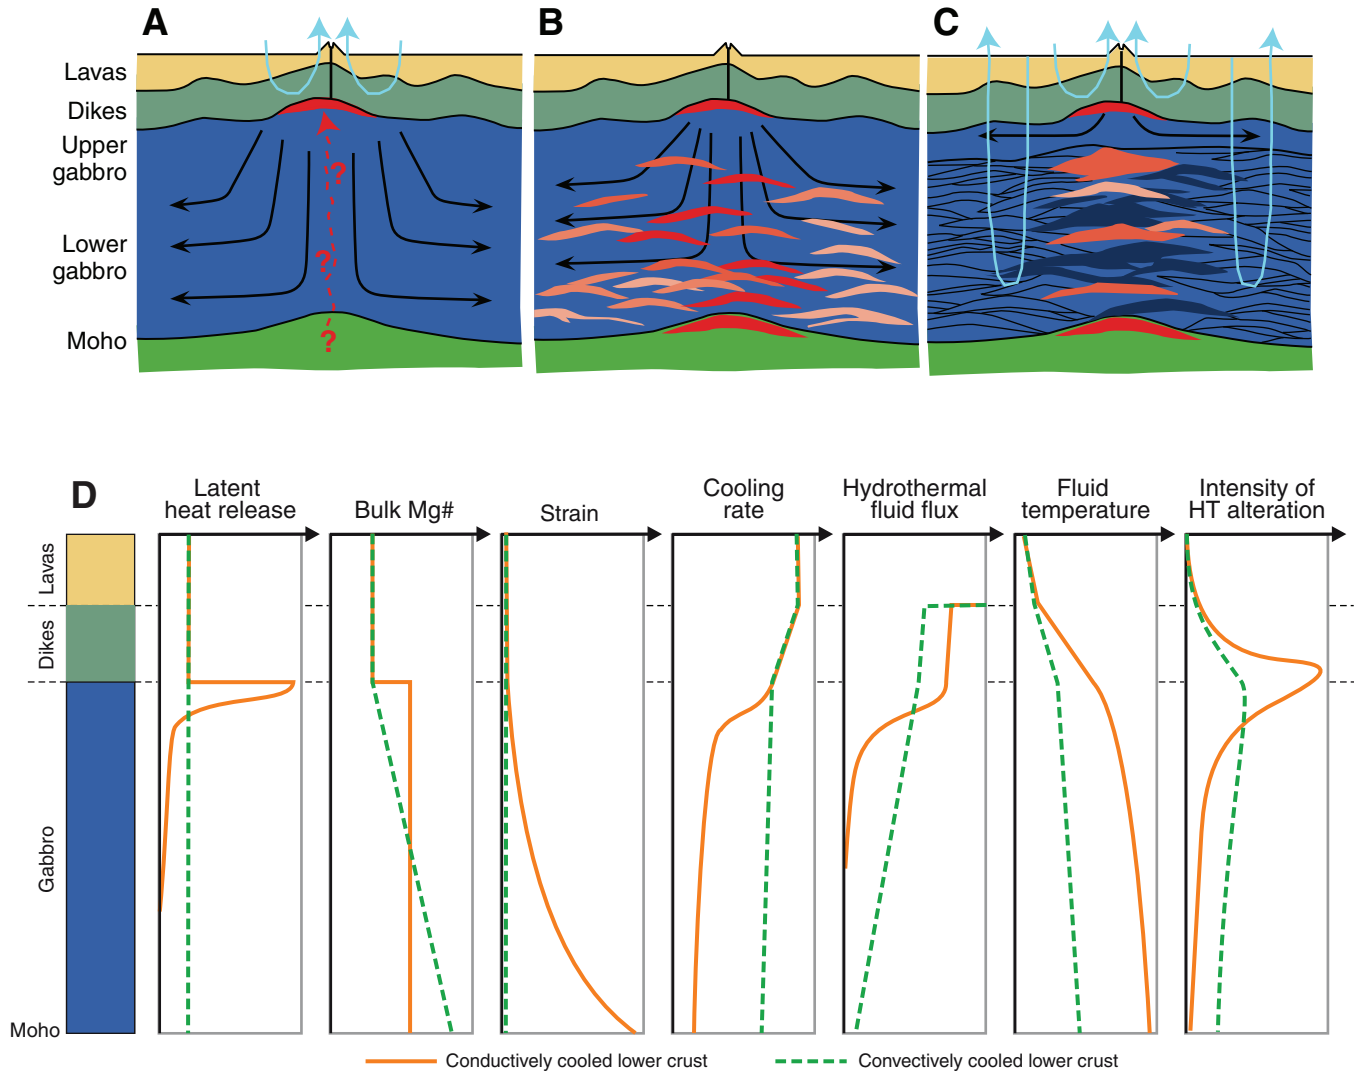 A
B
C
Lavas
Dikes
Upper
gabbro
Lower
gabbro
Moho
?
?
?
D
Latent
heat release
Bulk Mg#
Strain
Cooling
rate
Hydrothermal
fluid flux
Fluid
temperature
Intensity of
HT alteration
Lavas
Dikes
Gabbro
Moho
Conductively cooled lower crust
Convectively cooled lower crust